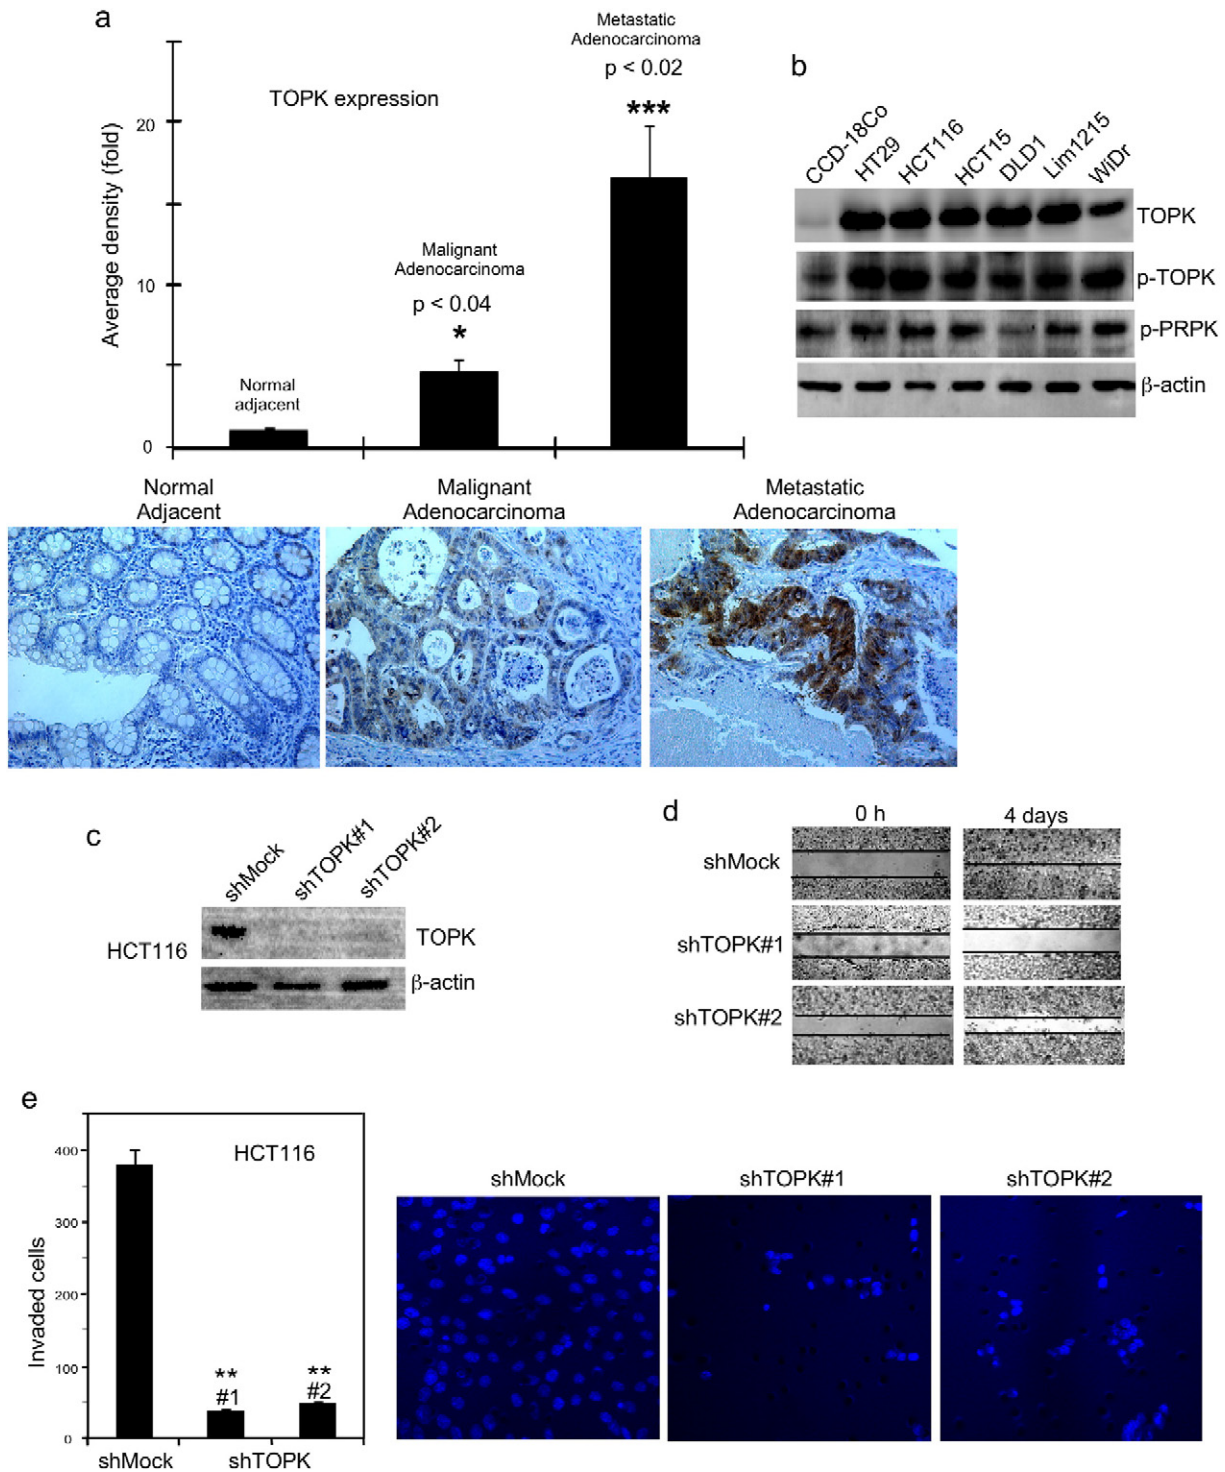 a
Metastatic
Adenocarcinoma
p < 0.02
***
TOPK expression
Malignant
Adenocarcinoma
p < 0.04
*
Normal
adjacent
Average density (fold)
20
10
0
b
CCD-18Co
HT29
HCT116
HCT15
DLD1
Lim1215
WiDr
TOPK
p-TOPK
p-PRPK
β-actin
Normal
Adjacent
Malignant
Adenocarcinoma
Metastatic
Adenocarcinoma
c
shMock
shTOPK#1
shTOPK#2
HCT116
TOPK
β-actin
d
0 h
4 days
shMock
shTOPK#1
shTOPK#2
e
HCT116
Invaded cells
400
300
200
100
0
**
#1
**
#2
shMock
shTOPK
shMock
shTOPK#1
shTOPK#2